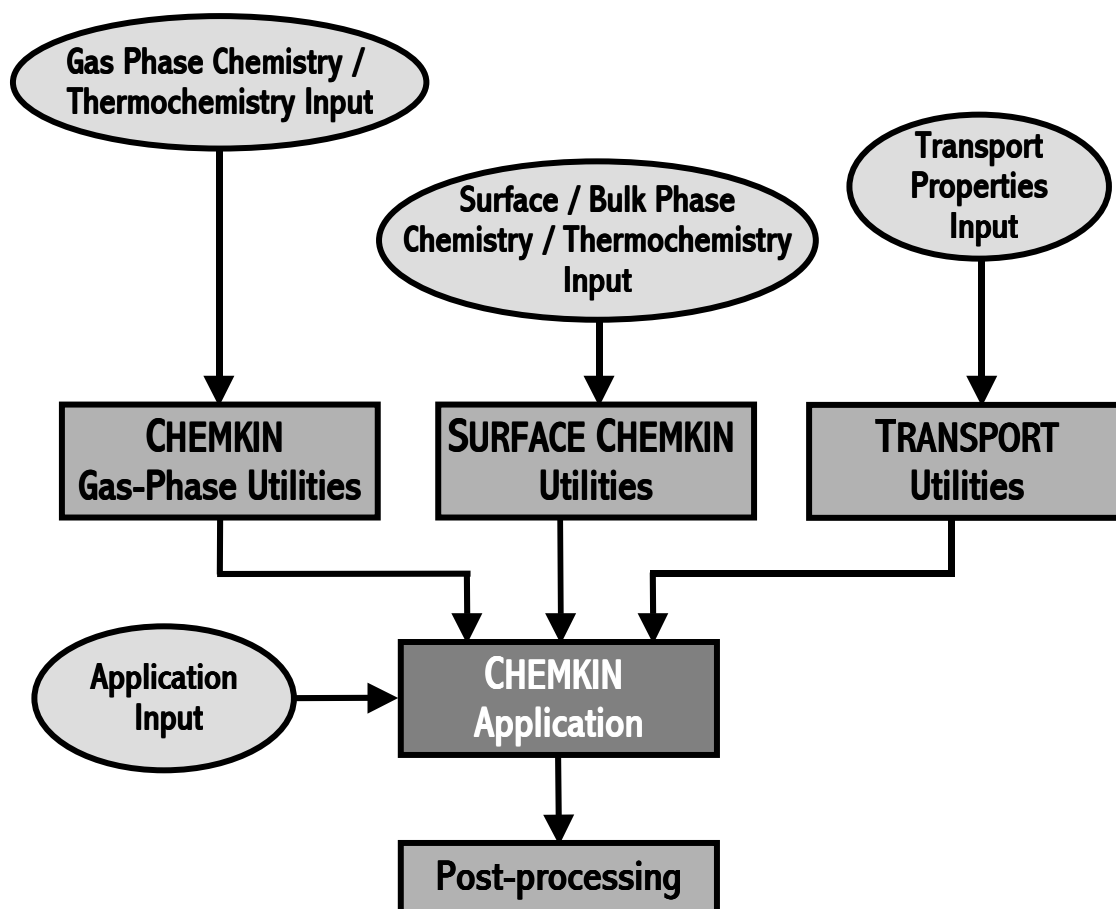 Gas Phase Chemistry /
Thermochemistry Input
Transport
Properties
Input
Surface / Bulk Phase
Chemistry / Thermochemistry
Input
CHEMKIN
Gas-Phase Utilities
SURFACE CHEMKIN
Utilities
TRANSPORT
Utilities
Application
Input
CHEMKIN
Application
Post-processing